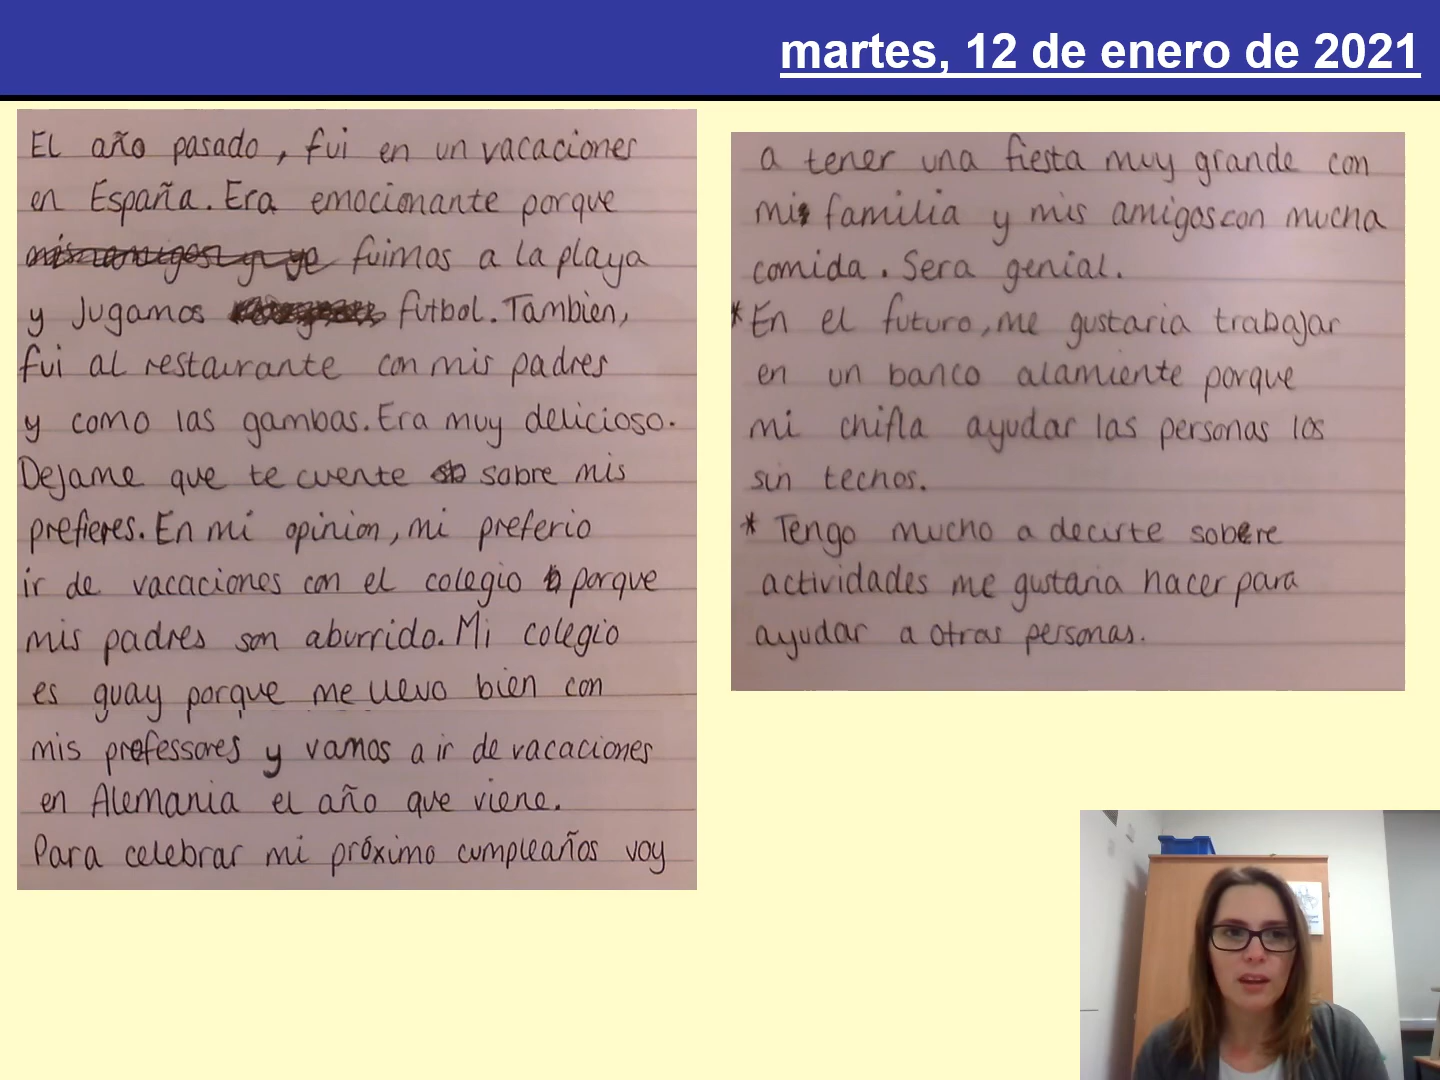 martes, 12 de enero de 2021
El año pasado, fui en un vacaciones
en España. Era emocionante porque
mis amigos y yo fuimos a la playa
y Jugamos futbol. Tambien,
fui al restaurante con mis padres
y como las gambas. Era muy delicioso.
Dejame que te cuente sobre mis
prefieres. En mi opinion, mi preferio
ir de vacaciones con el colegio porque
mis padres son aburrido. Mi colegio
es guay porque me llevo bien con
mis professores y vamos a ir de vacaciones
en Alemania el año que viene.
Para celebrar mi próximo cumpleaños voy
a tener una fiesta muy grande con
mi familia y mis amigos con mucha
comida. Sera genial.
*En el futuro, me gustaria trabajar
en un banco alamiente porque
mi chifla ayudar las personas los
sin technos.
* Tengo mucho a decirte sobre
actividades me gustaria hacer para
ayudar a otras personas.